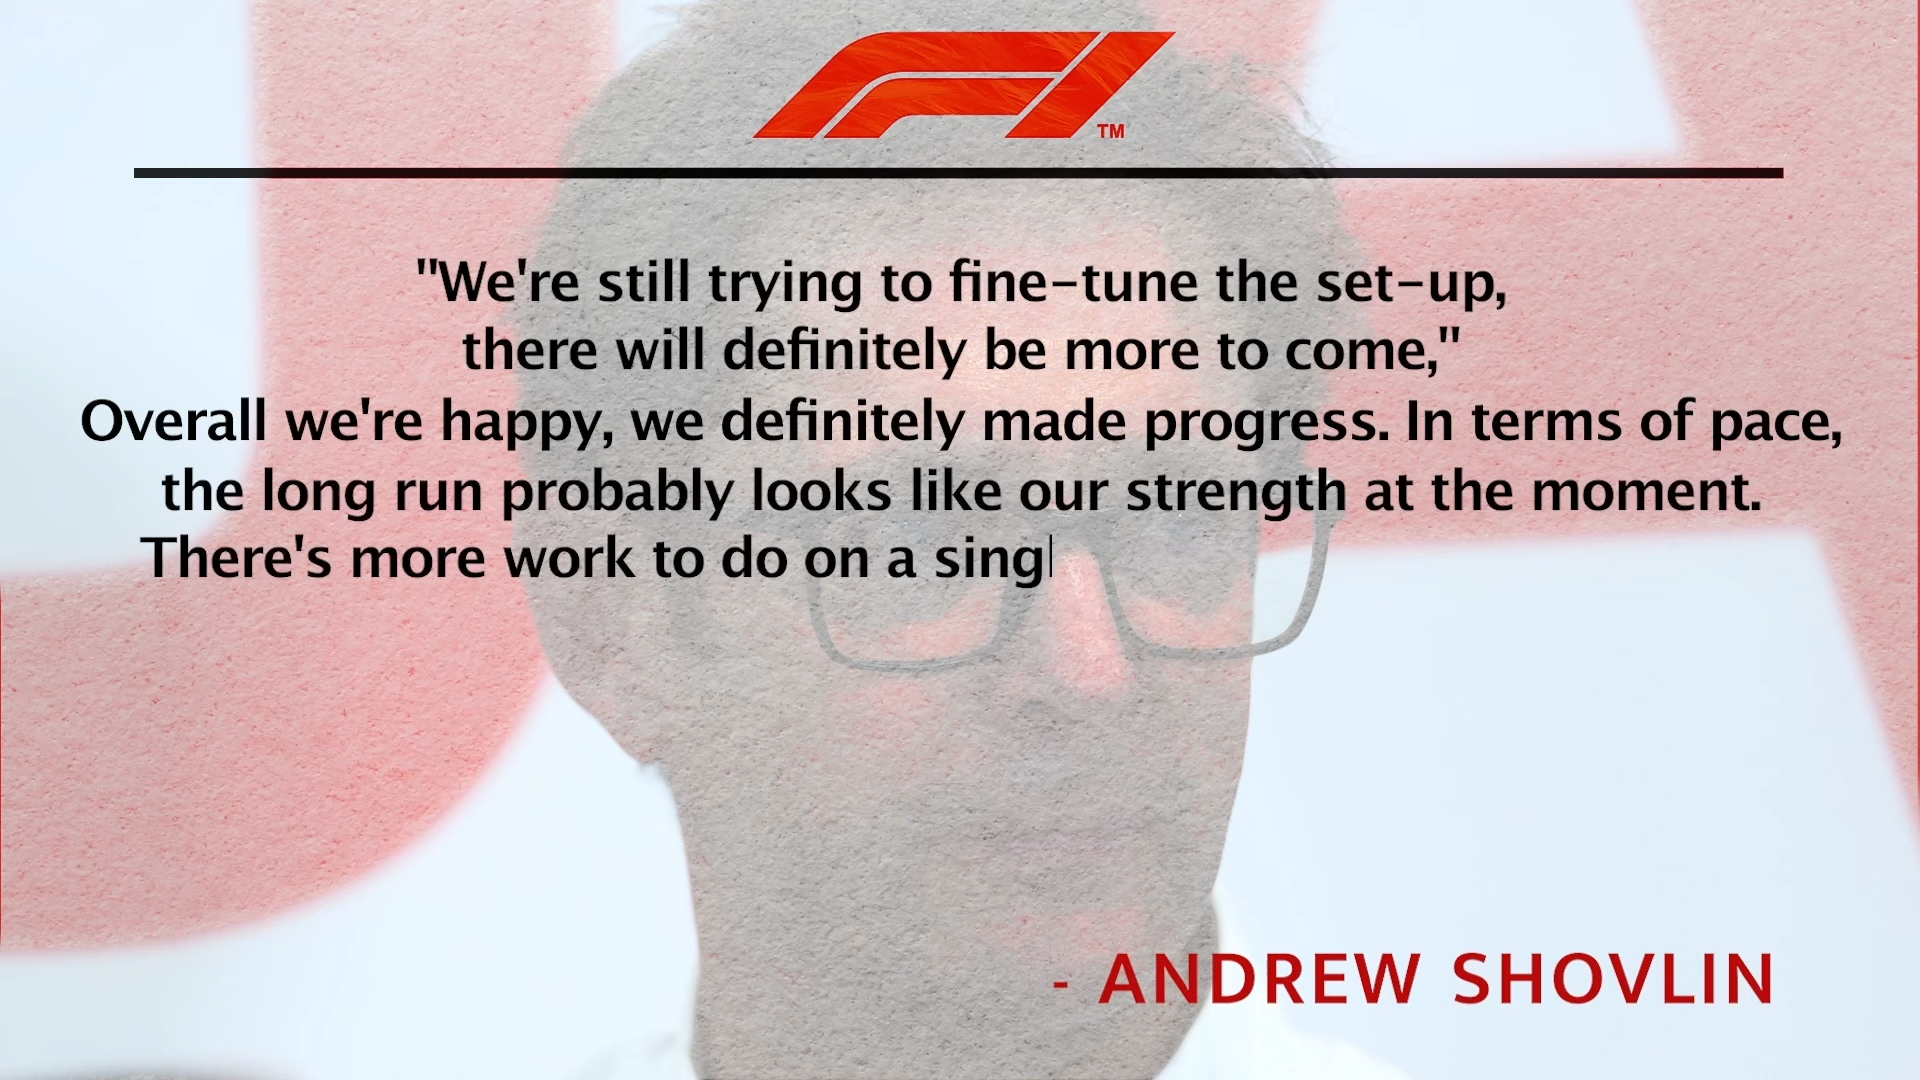 F1 TM
"We're still trying to fine-tune the set-up,
there will definitely be more to come,"
Overall we're happy, we definitely made progress. In terms of pace,
the long run probably looks like our strength at the moment.
There's more work to do on a singl
- ANDREW SHOVLIN